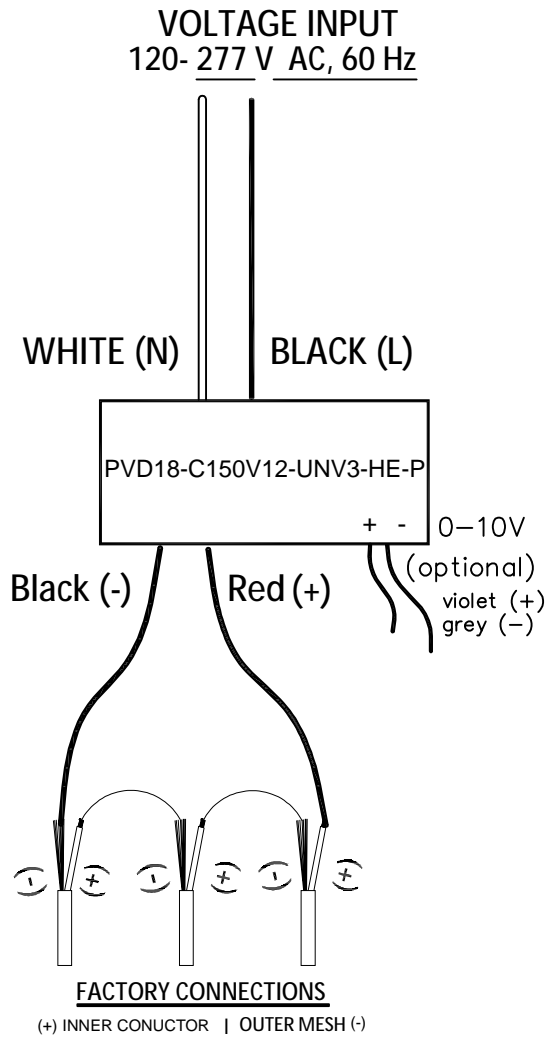 VOLTAGE INPUT
120- 277 V AC, 60 Hz
WHITE (N)
BLACK (L)
PVD18-C150V12-UNV3-HE-P
+ -
0-10V
(optional)
violet (+)
grey (-)
Black (-)
Red (+)
(-) (+) (-) (+) (-) (+)
FACTORY CONNECTIONS
(+) INNER CONUCTOR | OUTER MESH (-)